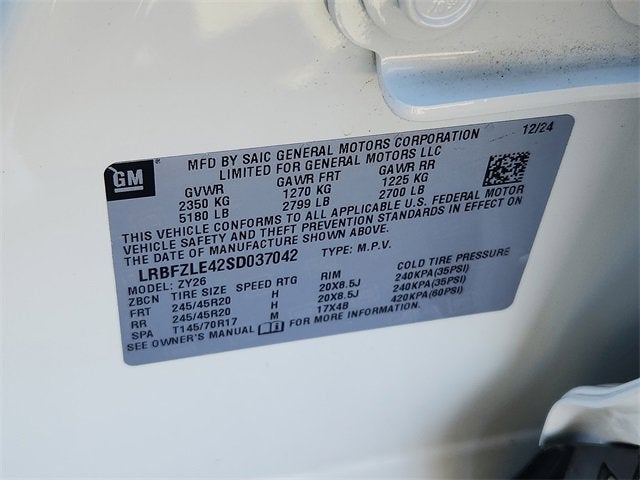 GM
MFD BY SAIC GENERAL MOTORS CORPORATION 12/24
LIMITED FOR GENERAL MOTORS LLC
GVWR GAWR FRT GAWR RR
2350 KG 1270 KG 1225 KG
5180 LB 2799 LB 2700 LB
THIS VEHICLE CONFORMS TO ALL APPLICABLE U.S. FEDERAL MOTOR
VEHICLE SAFETY AND THEFT PREVENTION STANDARDS IN EFFECT ON
THE DATE OF MANUFACTURE SHOWN ABOVE.
LRBFZLE42SD037042 TYPE: M.P.V.
MODEL: ZY26
ZBCN TIRE SIZE SPEED RTG RIM COLD TIRE PRESSURE
FRT 245/45R20 H 20X8.5J 240KPA(35PSI)
RR 245/45R20 H 20X8.5J 240KPA(35PSI)
SPA T145/70R17 M 17X4B 420KPA(60PSI)
SEE OWNER'S MANUAL FOR MORE INFORMATION.